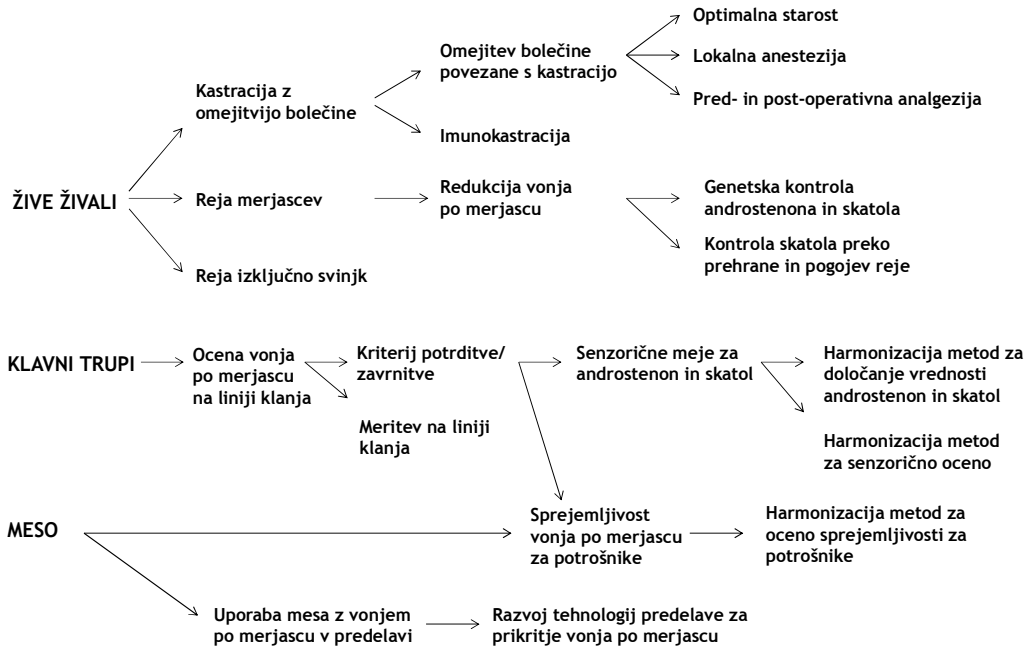 Optimalna starost
Omejitev bolečine
povezane s kastracijo
Lokalna anestezija
Kastracija z
omejitvijo bolečine
Pred- in post-operativna analgezija
Imunokastracija
ŽIVE ŽIVALI
Reja merjascev
Redukcija vonja
po merjascu
Genetska kontrola
androstenona in skatola
Kontrola skatola preko
prehrane in pogojev reje
Reja izključno svinjk
KLAVNI TRUPI
Ocena vonja
po merjascu
na liniji klanja
Kriterij potrditve/
zavrnitve
Senzorične meje za
androstenon in skatol
Harmonizacija metod za
določanje vrednosti
androstenon in skatol
Meritev na liniji
klanja
Harmonizacija metod
za senzorično oceno
MESO
Sprejemljivost
vonja po merjascu
za potrošnike
Harmonizacija metod za
oceno sprejemljivosti za
potrošnike
Uporaba mesa z vonjem
po merjascu v predelavi
Razvoj tehnologij predelave za
prikritje vonja po merjascu